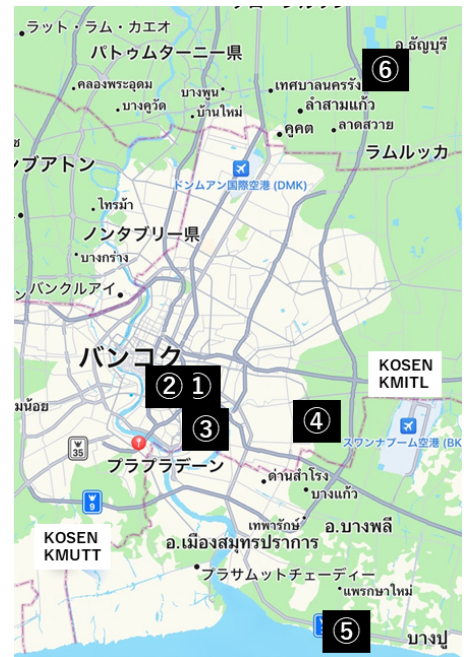 ラット・ラム・カエオ
อ.ธัญบุรี
パトゥムターニー県
⑥
คลองพระอุดม
บางพูน
เทศบาลนครรัง
บางคูวัด
บ้านใหม่
ลำสามแก้ว
คูคต
ลาดสวาย
ラムルッカ
ンブアトン
ドンムアン国際空港 (DMK)
ไทรม้า
ノンタブリー県
บางกร่าง
バンクルアイ
バンコク
KOSEN
KMITL
② ①
④
③
ムน้อย
スワンナプーム空港 (BK
35
プラプラデーン
ด่านสำโรง
บางแก้ว
9
เทพารักษ์
อ.บางพลี
KOSEN
KMUTT
อ.เมืองสมุทรปราการ
プラサムットチェーディー
แพรกษาใหม่
⑤
บางปู